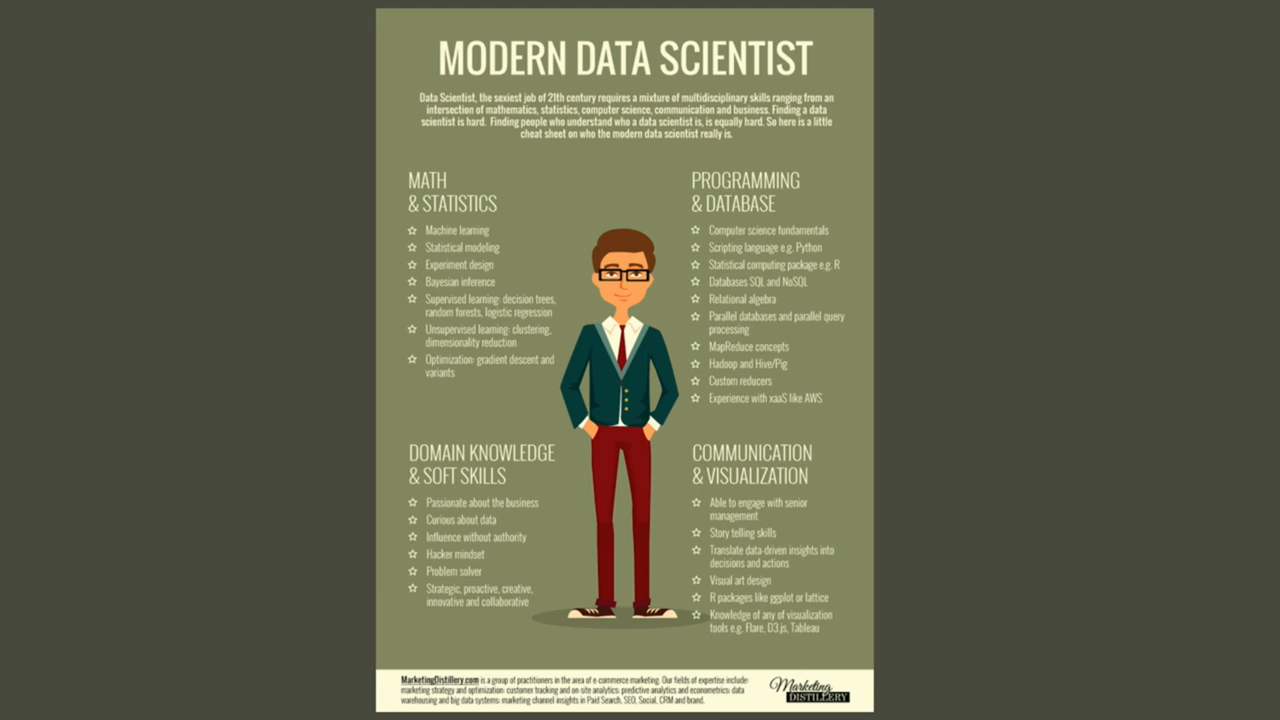 MODERN DATA SCIENTIST
Data Scientist, the sexiest job of 21th century requires a mixture of multidisciplinary skills ranging from an
intersection of mathematics, statistics, computer science, communication and business. Finding a data
scientist is hard. Finding people who understand who a data scientist is, is equally hard. So here is a little
cheat sheet on who the modern data scientist really is.
MATH
& STATISTICS
Machine learning
Statistical modeling
Experiment design
Bayesian inference
Supervised learning: decision trees,
random forests, logistic regression
Unsupervised learning: clustering,
dimensionality reduction
Optimization: gradient descent and
variants
PROGRAMMING
& DATABASE
Computer science fundamentals
Scripting language e.g. Python
Statistical computing package e.g. R
Databases SQL and NoSQL
Relational algebra
Parallel databases and parallel query
processing
MapReduce concepts
Hadoop and Hive/Pig
Custom reducers
Experience with xaaS like AWS
DOMAIN KNOWLEDGE
& SOFT SKILLS
Passionate about the business
Curious about data
Influence without authority
Hacker mindset
Problem solver
Strategic, proactive, creative,
innovative and collaborative
COMMUNICATION
& VISUALIZATION
Able to engage with senior
management
Story telling skills
Translate data-driven insights into
decisions and actions
Visual art design
R packages like ggplot or lattice
Knowledge of any of visualization
tools e.g. Flare, D3.js, Tableau
MarketingDistillery.com is a group of practitioners in the area of e-commerce marketing. Our fields of expertise include:
marketing strategy and optimization: customer tracking and on-site analytics: predictive analytics and econometrics: data
warehousing and big data systems: marketing channel insights in Paid Search, SEO, Social, CRM and brand.
Marketing
DISTILLERY